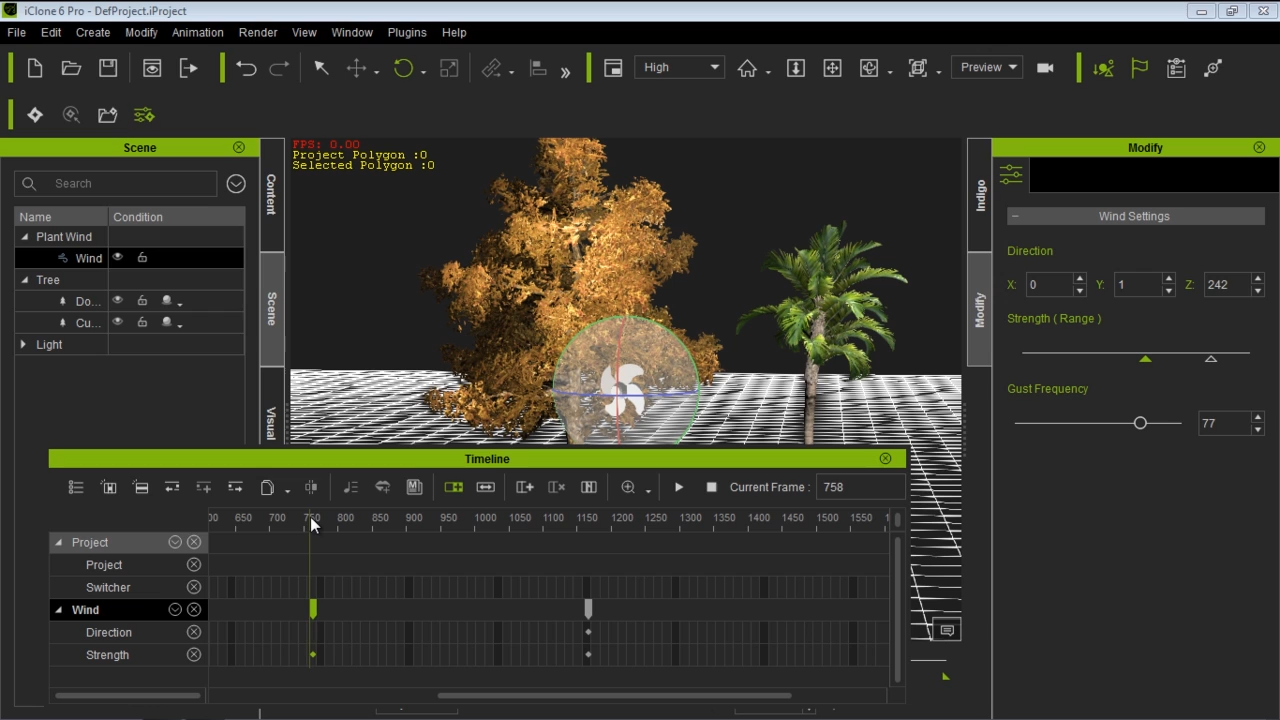 iClone 6 Pro - DefProject.iProject
File Edit Create Modify Animation Render View Window Plugins Help
High
Preview
Scene
Search
Name Condition
Plant Wind
Wind
Tree
Do...
Cu...
Light
Content
Scene
Visual
FPS: 0.00
Project Polygon :0
Selected Polygon :0
Indigo
Modify
Modify
Wind Settings
Direction
X: 0 Y: 1 Z: 242
Strength ( Range )
Gust Frequency
77
Timeline
Current Frame : 758
650 700 750 800 850 900 950 1000 1050 1100 1150 1200 1250 1300 1350 1400 1450 1500 1550
Project
Project
Switcher
Wind
Direction
Strength